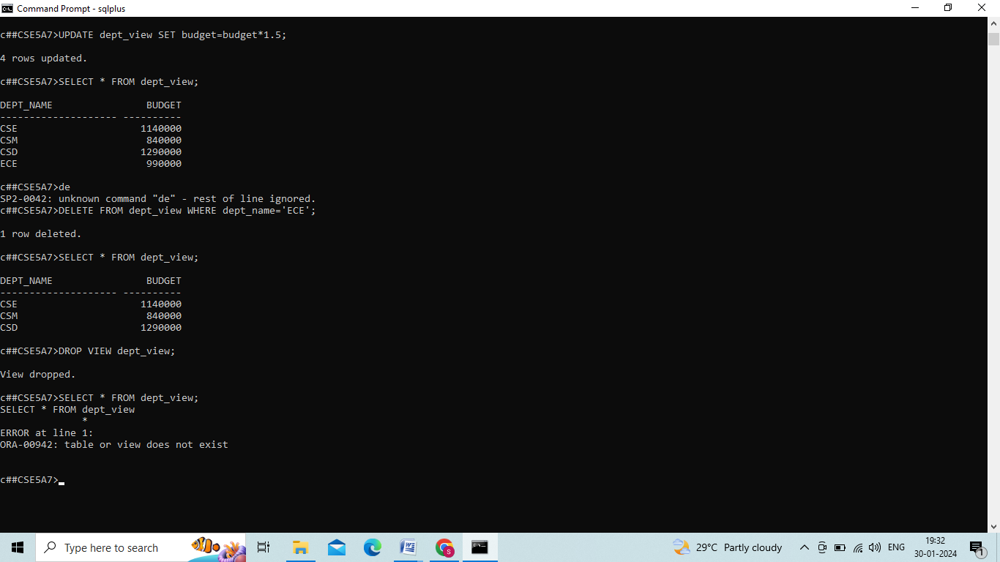 Command Prompt - sqlplus
c##CSE5A7>UPDATE dept_view SET budget=budget*1.5;
4 rows updated.
c##CSE5A7>SELECT * FROM dept_view;
DEPT_NAME                BUDGET
-------------------- ----------
CSE                     1140000
CSM                      840000
CSD                     1290000
ECE                      990000
c##CSE5A7>de
SP2-0042: unknown command "de" - rest of line ignored.
c##CSE5A7>DELETE FROM dept_view WHERE dept_name='ECE';
1 row deleted.
c##CSE5A7>SELECT * FROM dept_view;
DEPT_NAME                BUDGET
-------------------- ----------
CSE                     1140000
CSM                      840000
CSD                     1290000
c##CSE5A7>DROP VIEW dept_view;
View dropped.
c##CSE5A7>SELECT * FROM dept_view;
SELECT * FROM dept_view
              *
ERROR at line 1:
ORA-00942: table or view does not exist
c##CSE5A7>
Type here to search
29°C Partly cloudy
ENG
19:32
30-01-2024
1